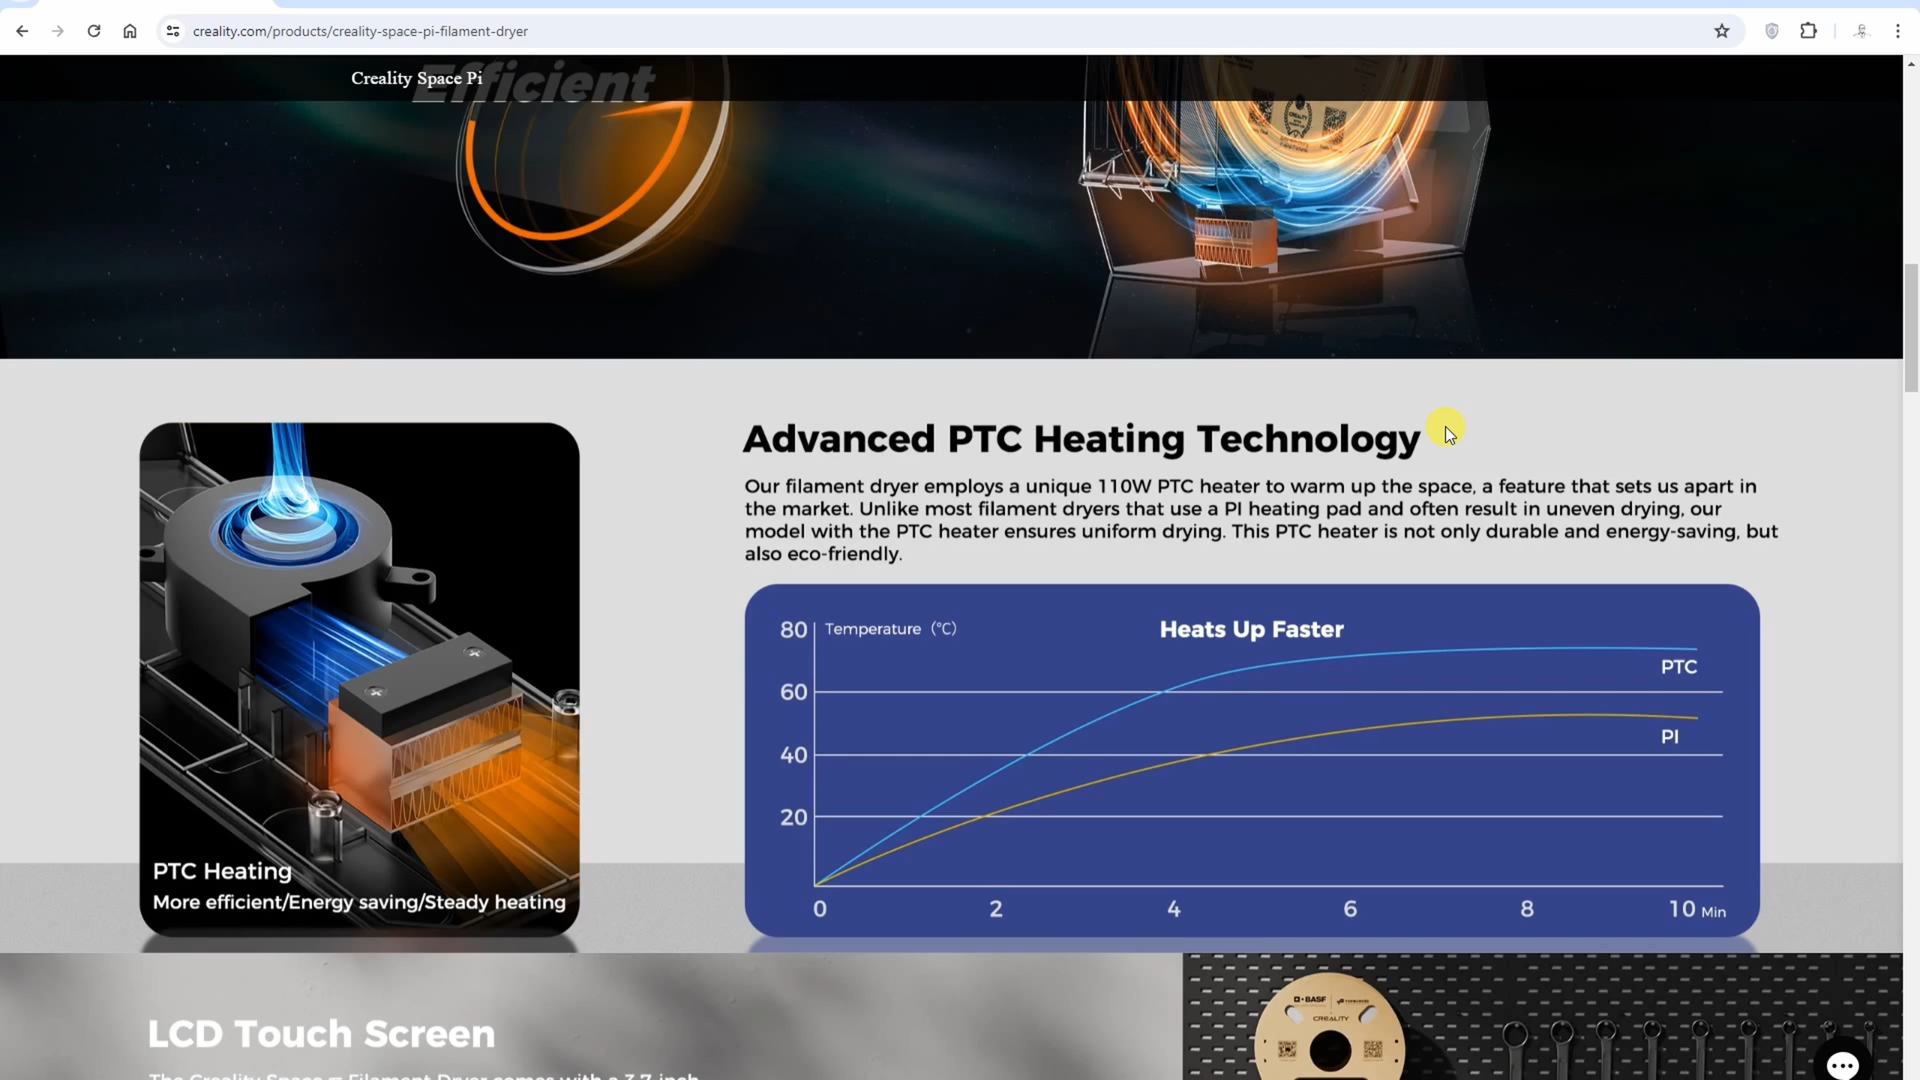 creality.com/products/creality-space-pi-filament-dryer
Creality Space Pi
Efficient
CREALITY
Advanced PTC Heating Technology
Our filament dryer employs a unique 110W PTC heater to warm up the space, a feature that sets us apart in
the market. Unlike most filament dryers that use a PI heating pad and often result in uneven drying, our
model with the PTC heater ensures uniform drying. This PTC heater is not only durable and energy-saving, but
also eco-friendly.
PTC Heating
More efficient/Energy saving/Steady heating
80 Temperature (°C) Heats Up Faster
PTC
60
PI
40
20
0 2 4 6 8 10 Min
LCD Touch Screen
BASF
CREALITY